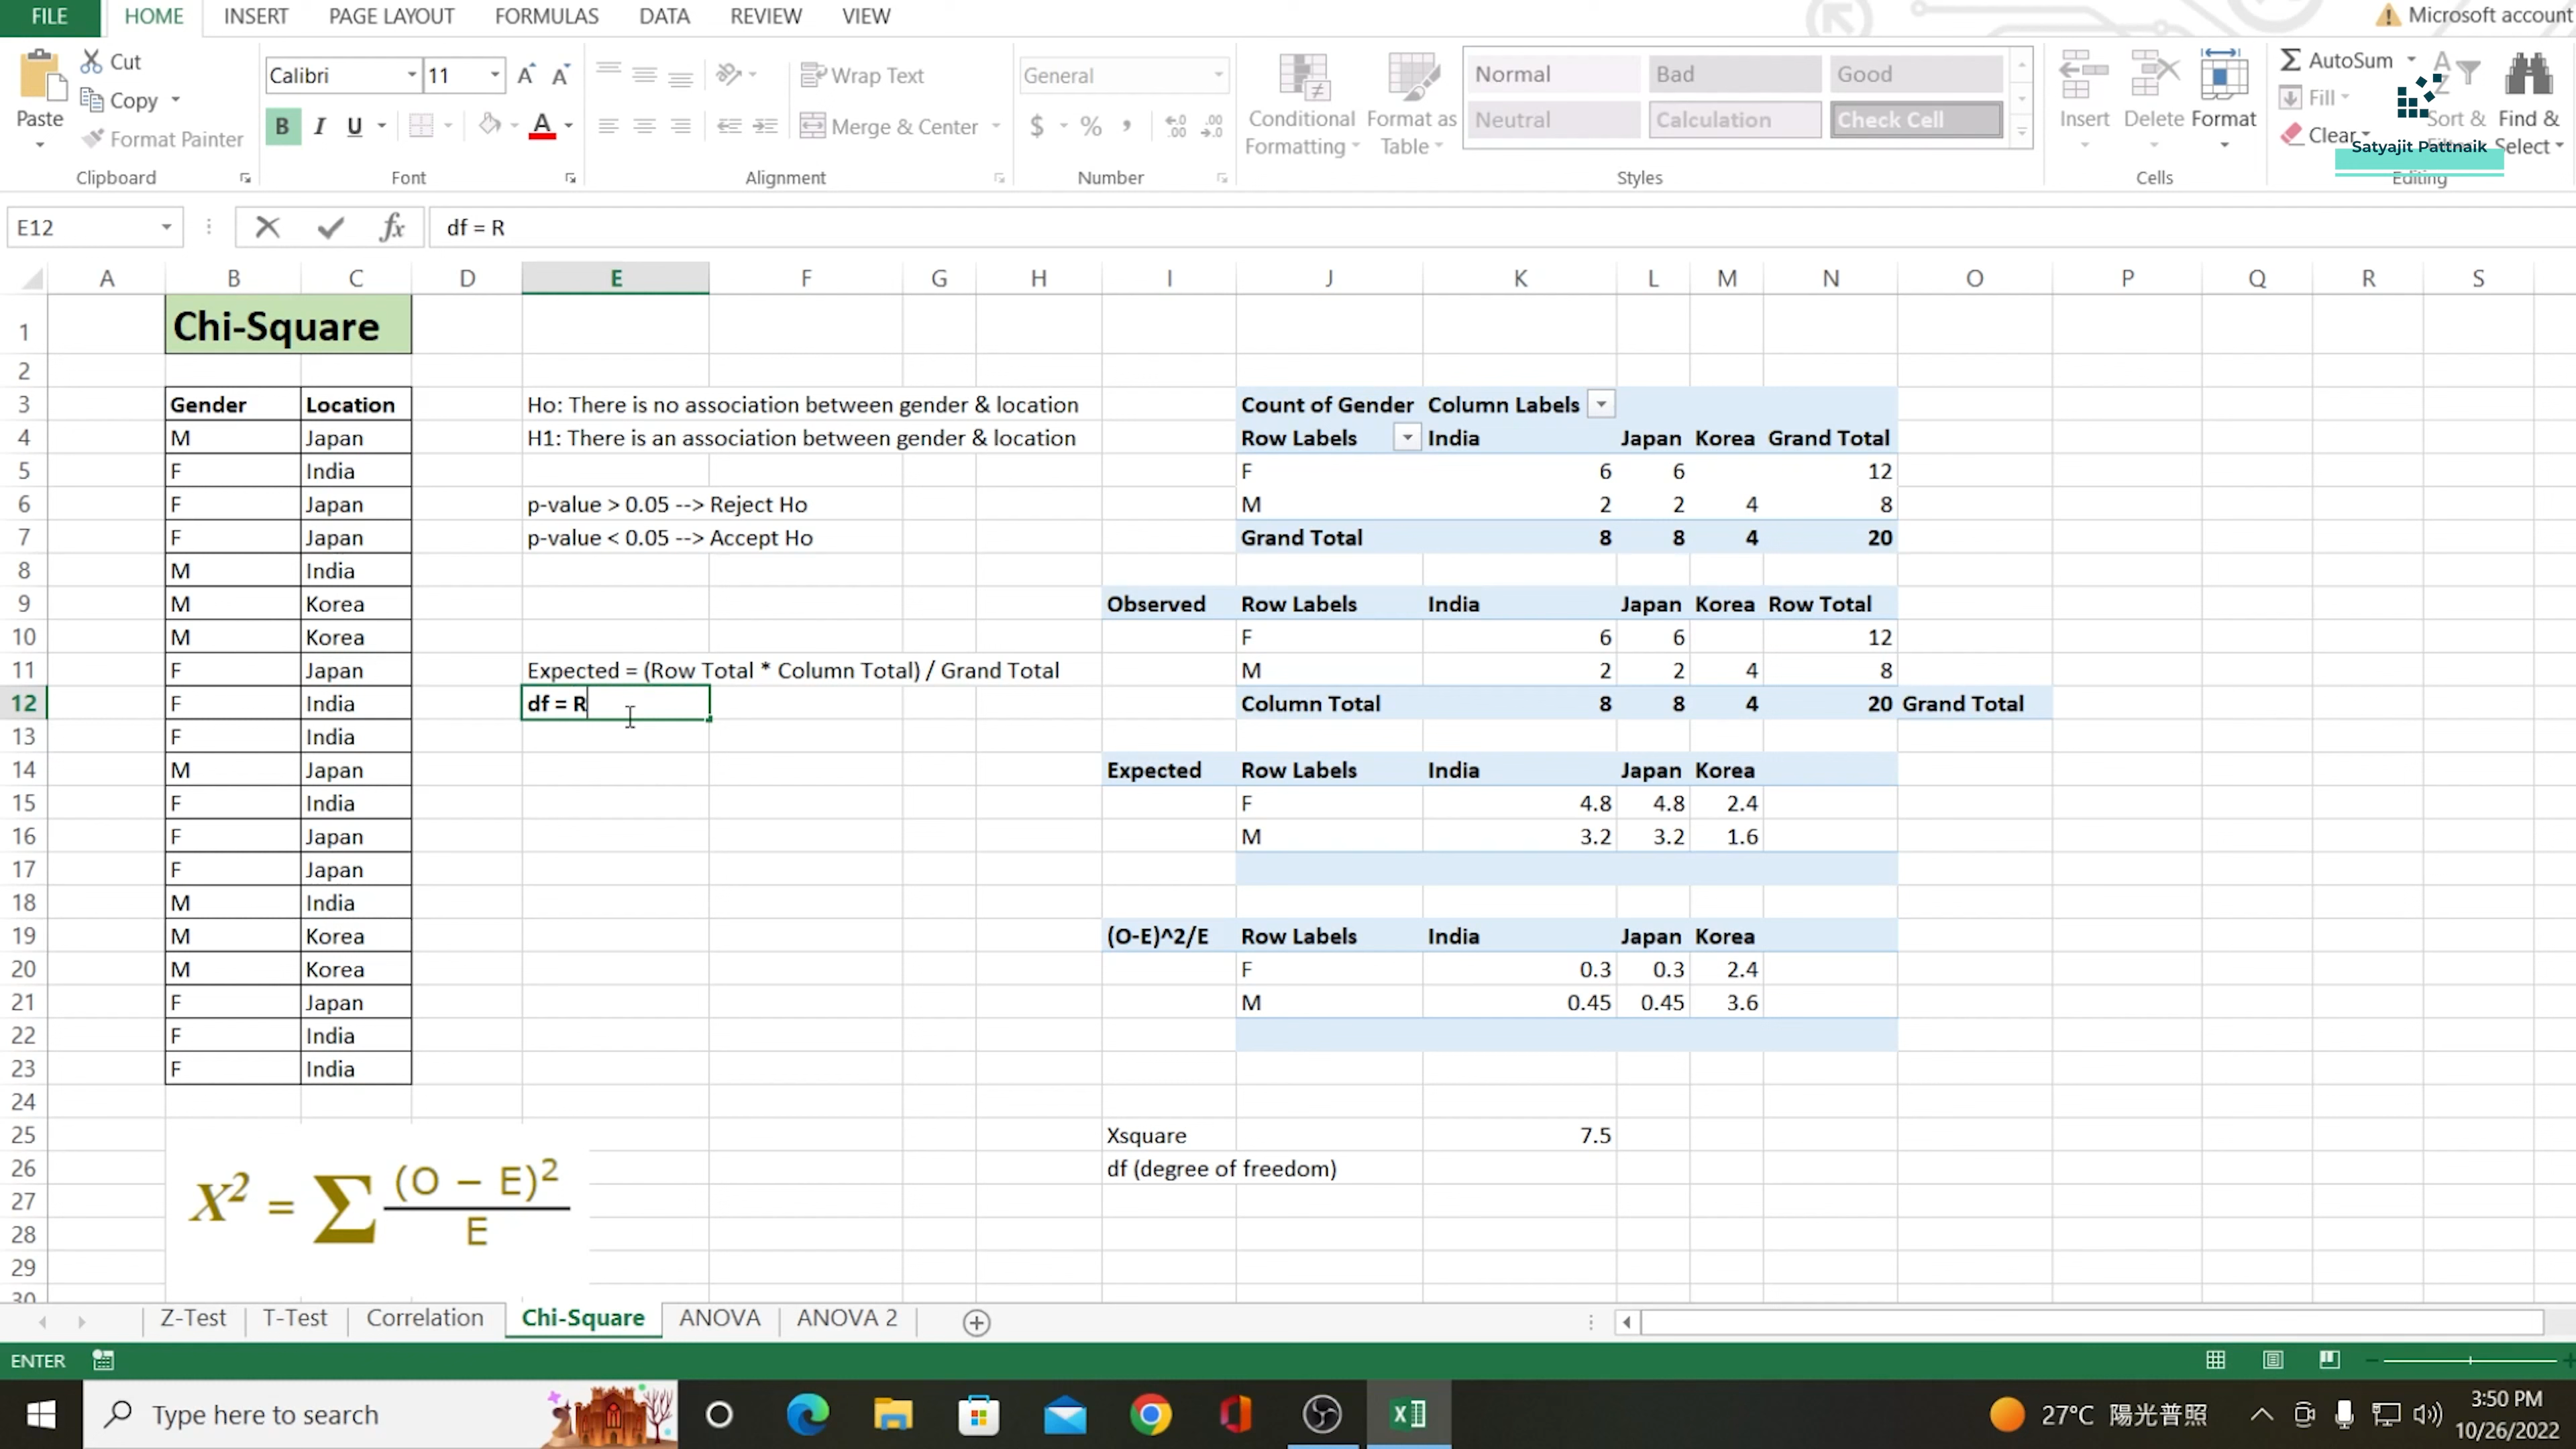 FILE HOME INSERT PAGE LAYOUT FORMULAS DATA REVIEW VIEW Microsoft account
Cut Calibri 11 Wrap Text General Normal Bad Good AutoSum
Paste Copy Conditional Formatting Format as Table Insert Delete Format Fill Sort & Find & Select
Format Painter B I U A Merge & Center $ % , Neutral Calculation Check Cell Clear
Satyajit Pattnaik
Clipboard Font Alignment Number Styles Cells Editing
E12 fx df = R
A B C D E F G H I J K L M N O P Q R S
1 Chi-Square
2
3 Gender Location Ho: There is no association between gender & location Count of Gender Column Labels
4 M Japan H1: There is an association between gender & location Row Labels India Japan Korea Grand Total
5 F India F 6 6 12
6 F Japan p-value > 0.05 --> Reject Ho M 2 2 4 8
7 F Japan p-value < 0.05 --> Accept Ho Grand Total 8 8 4 20
8 M India
9 M Korea Observed Row Labels India Japan Korea Row Total
10 M Korea F 6 6 12
11 F Japan Expected = (Row Total * Column Total) / Grand Total M 2 2 4 8
12 F India df = R Column Total 8 8 4 20 Grand Total
13 F India
14 M Japan Expected Row Labels India Japan Korea
15 F India F 4.8 4.8 2.4
16 F Japan M 3.2 3.2 1.6
17 F Japan
18 M India
19 M Korea (O-E)^2/E Row Labels India Japan Korea
20 M Korea F 0.3 0.3 2.4
21 F Japan M 0.45 0.45 3.6
22 F India
23 F India
24
25 Xsquare 7.5
26 df (degree of freedom)
27
28
29
30
X² = ∑ (O − E)² / E
Z-Test T-Test Correlation Chi-Square ANOVA ANOVA 2
ENTER
Type here to search 27°C 陽光普照 3:50 PM
10/26/2022